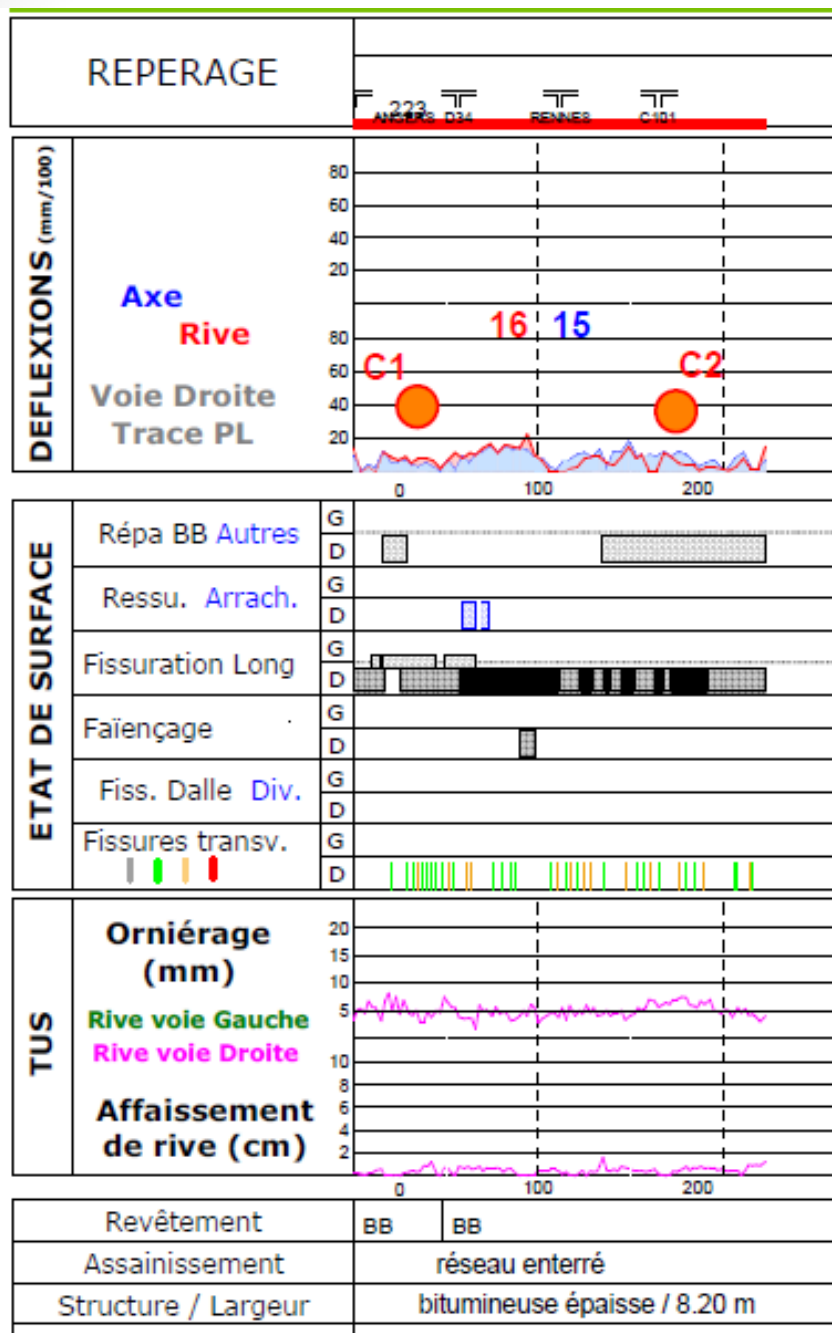 REPERAGE
223
ANGERS D34 RENNES C101
DEFLEXIONS (mm/100)
80
60
40
20
Axe
Rive
Voie Droite
Trace PL
16 15
80
60
40
20
C1 C2
0 100 200
ETAT DE SURFACE
Répa BB Autres G
D
Ressu. Arrach. G
D
Fissuration Long G
D
Faïençage G
D
Fiss. Dalle Div. G
D
Fissures transv. G
D
TUS
Orniérage
(mm)
20
15
10
5
Rive voie Gauche
Rive voie Droite
Affaissement
de rive (cm)
10
8
6
4
2
0 100 200
Revêtement BB BB
Assainissement réseau enterré
Structure / Largeur bitumineuse épaisse / 8.20 m